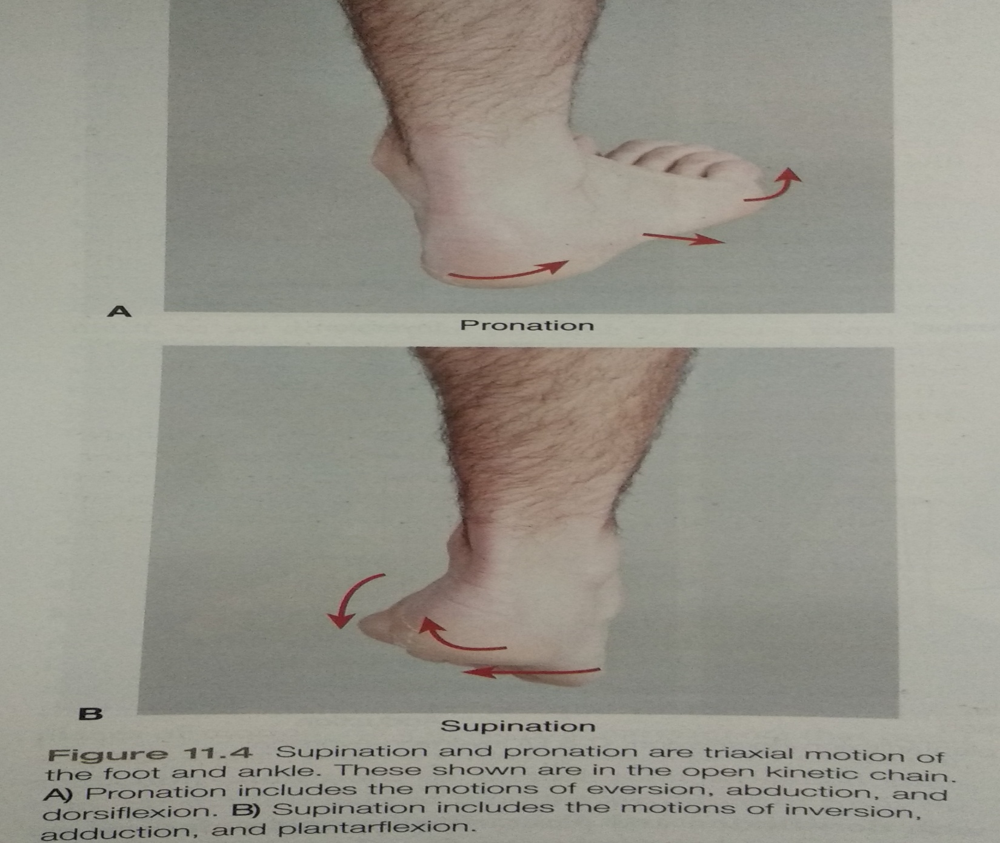 A
Pronation
B
Supination
Figure 11.4 Supination and pronation are triaxial motion of
the foot and ankle. These shown are in the open kinetic chain.
A) Pronation includes the motions of eversion, abduction, and
dorsiflexion. B) Supination includes the motions of inversion,
adduction, and plantarflexion.